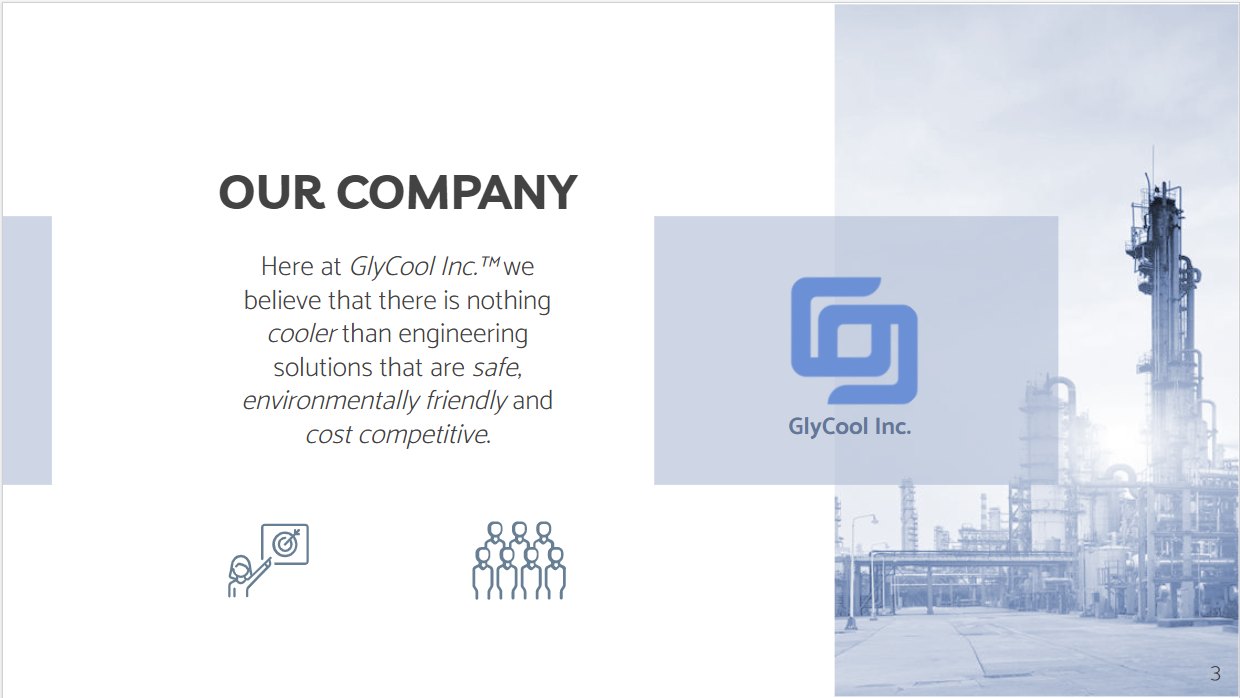 OUR COMPANY
Here at GlyCool Inc.™ we
believe that there is nothing
cooler than engineering
solutions that are safe,
environmentally friendly and
cost competitive.
GlyCool Inc.
3